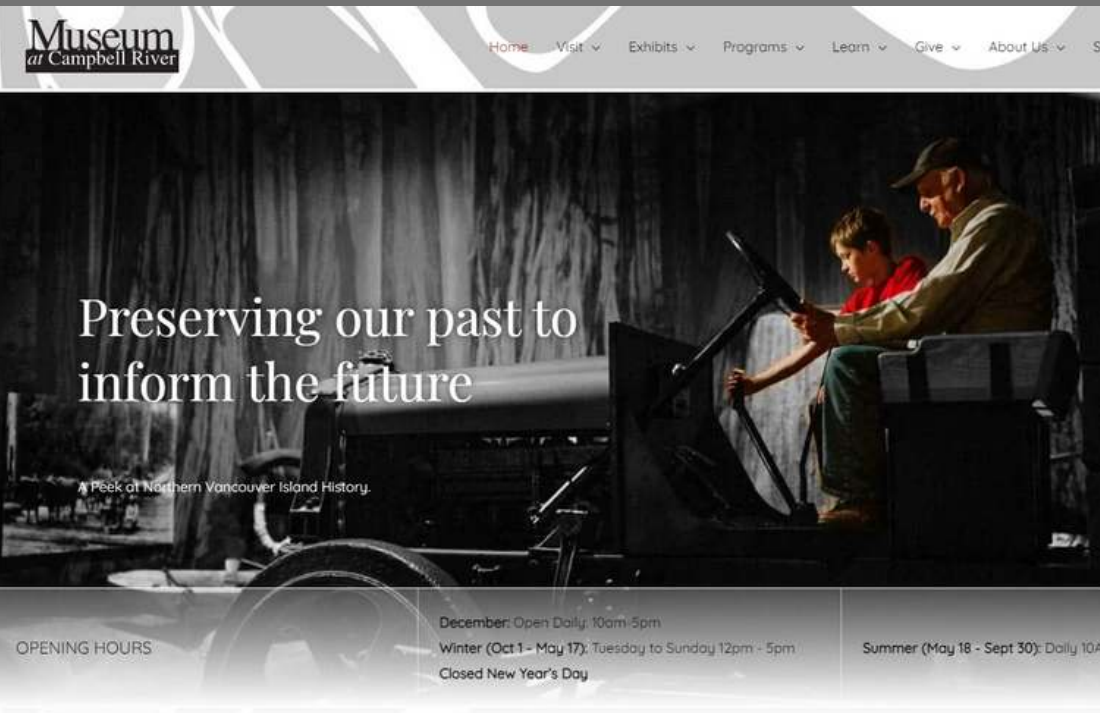 Museum
at Campbell River
Home Visit Exhibits Programs Learn Give About Us S
Preserving our past to
inform the future
A Peek at Northern Vancouver Island History.
OPENING HOURS
December: Open Daily: 10am-5pm
Winter (Oct 1 - May 17): Tuesday to Sunday 12pm - 5pm
Closed New Year's Day
Summer (May 18 - Sept 30): Daily 10A